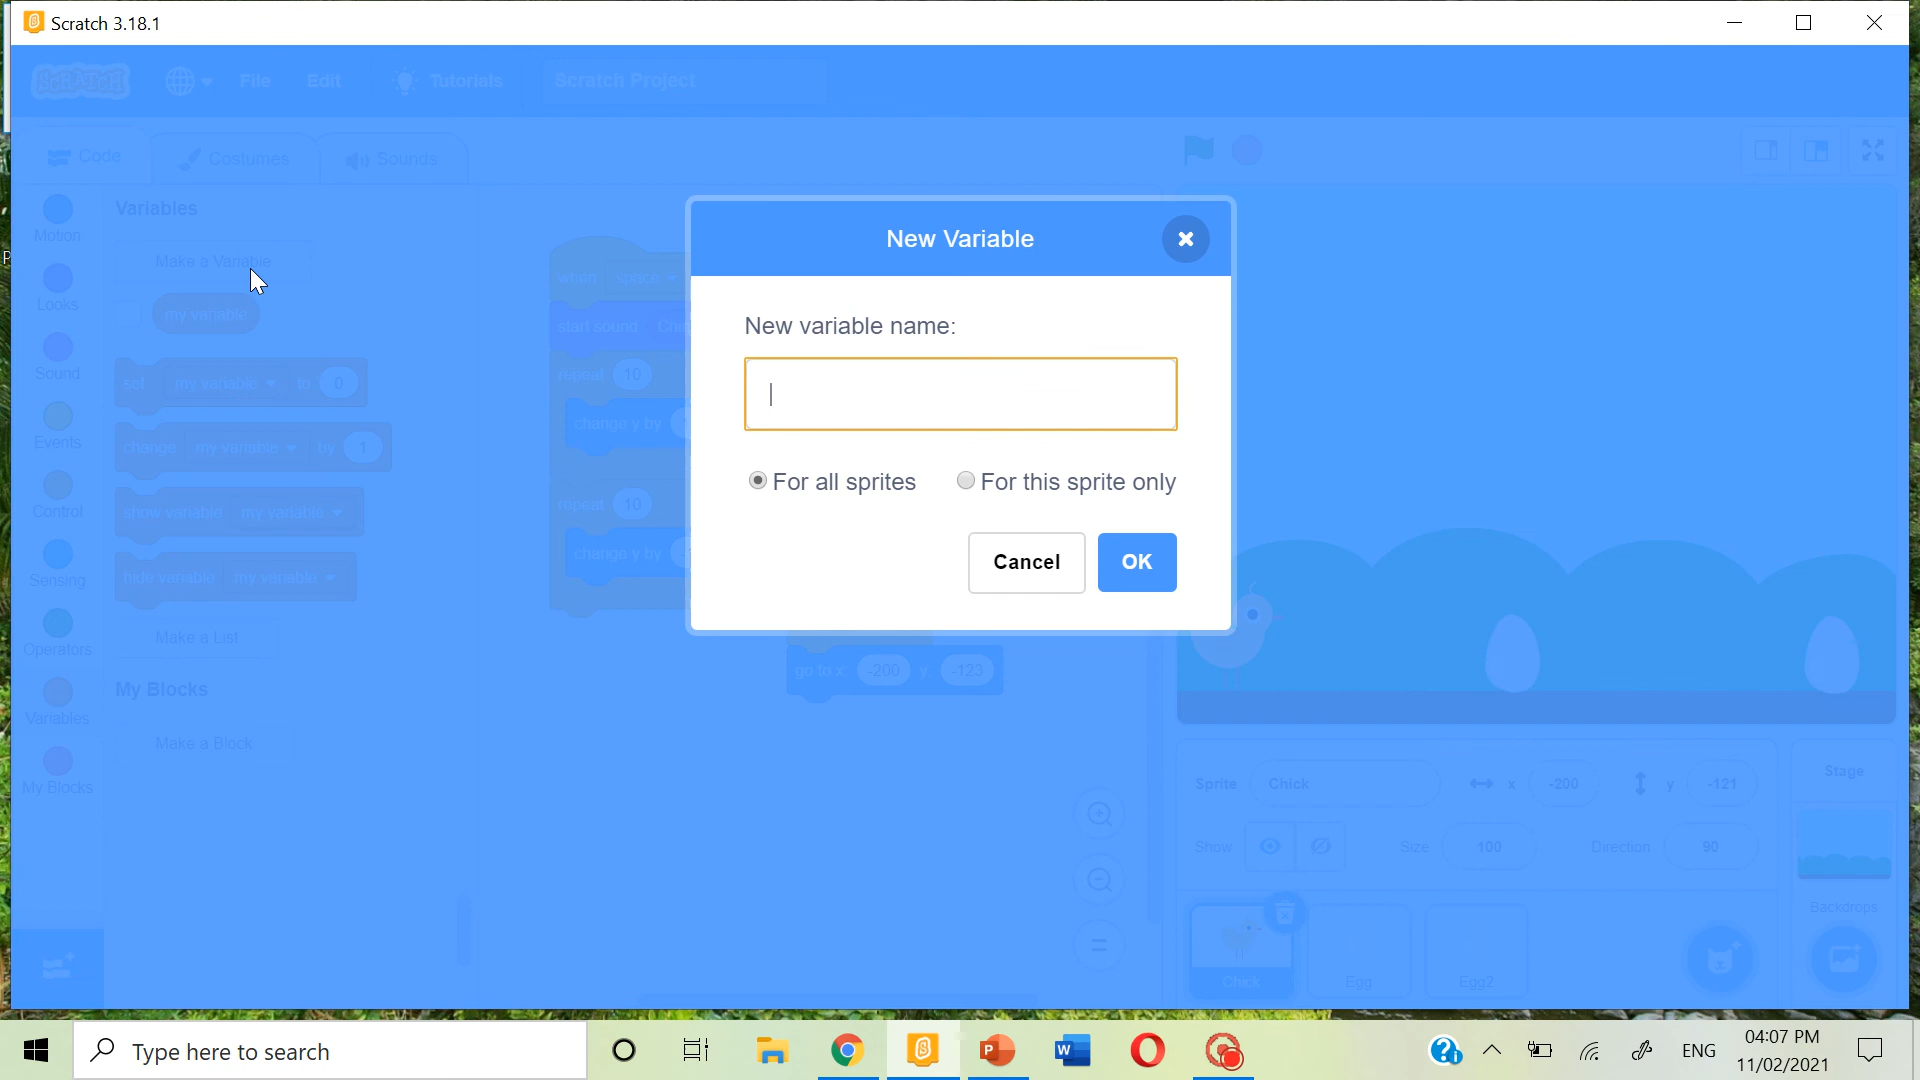 Scratch 3.18.1
SCRATCH
File
Edit
Tutorials
Scratch Project
Code
Costumes
Sounds
Motion
Looks
Sound
Events
Control
Sensing
Operators
Variables
My Blocks
Variables
Make a Variable
my variable
set my variable to 0
change my variable by 1
show variable my variable
hide variable my variable
Make a List
My Blocks
Make a Block
when space
start sound
repeat 10
change y by
repeat 10
change y by
go to x: -200 y: -123
New Variable
New variable name:
For all sprites
For this sprite only
Cancel
OK
Sprite Chick x -200 y -121
Show Size 100 Direction 90
Chick
Egg
Egg2
Stage
Backdrops
Type here to search
ENG
04:07 PM
11/02/2021